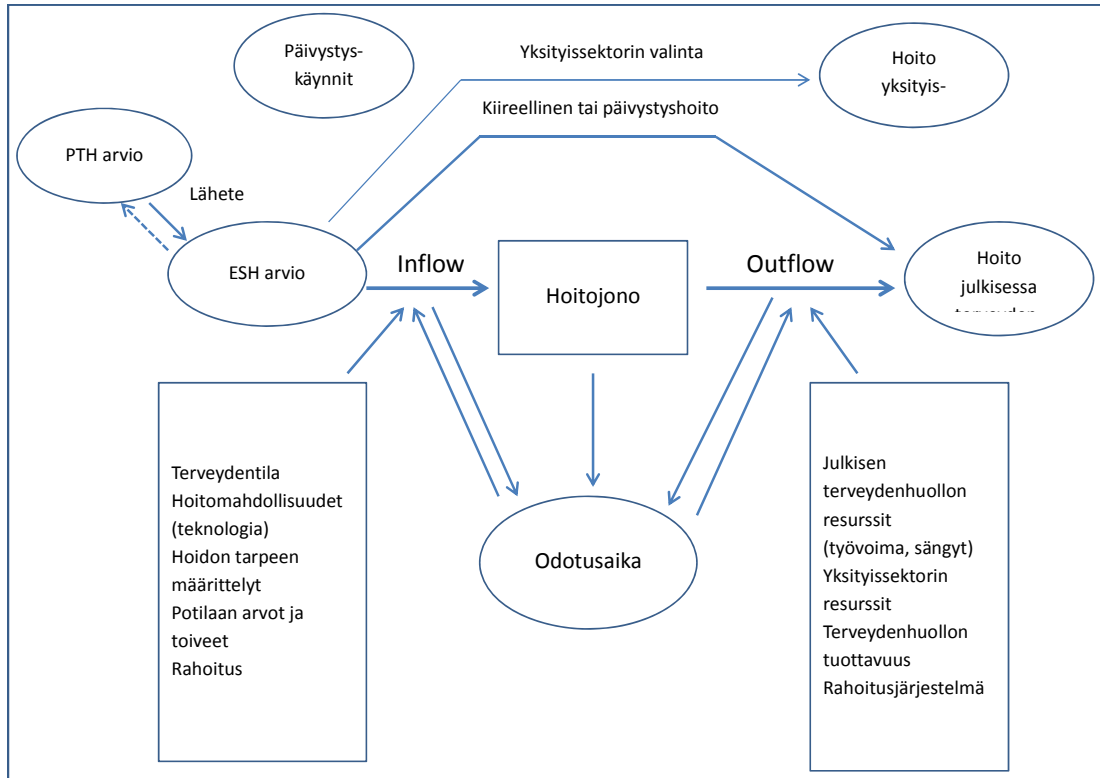 Päivystys-
käynnit
Yksityissektorin valinta
Hoito
yksityis-
Kiireellinen tai päivystyshoito
PTH arvio
Lähete
ESH arvio
Inflow
Hoitojono
Outflow
Hoito
julkisessa
Terveydentila
Hoitomahdollisuudet
(teknologia)
Hoidon tarpeen
määrittelyt
Potilaan arvot ja
toiveet
Rahoitus
Odotusaika
Julkisen
terveydenhuollon
resurssit
(työvoima, sängyt)
Yksityissektorin
resurssit
Terveydenhuollon
tuottavuus
Rahoitusjärjestelmä